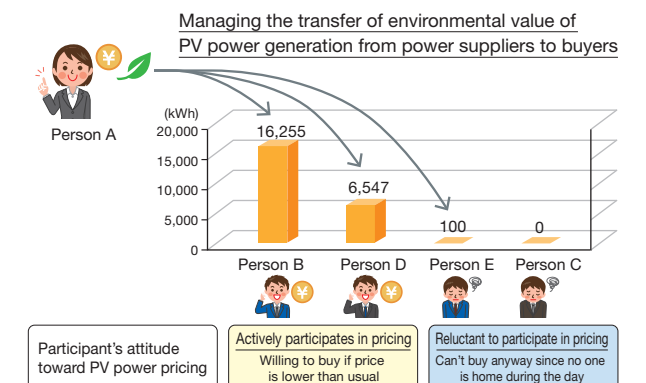 Managing the transfer of environmental value of
PV power generation from power suppliers to buyers
¥
Person A
(kWh)
20,000
15,000
10,000
5,000
0
16,255
6,547
100
0
Person B
Person D
Person E
Person C
¥
¥
Participant's attitude
toward PV power pricing
Actively participates in pricing
Willing to buy if price
is lower than usual
Reluctant to participate in pricing
Can't buy anyway since no one
is home during the day